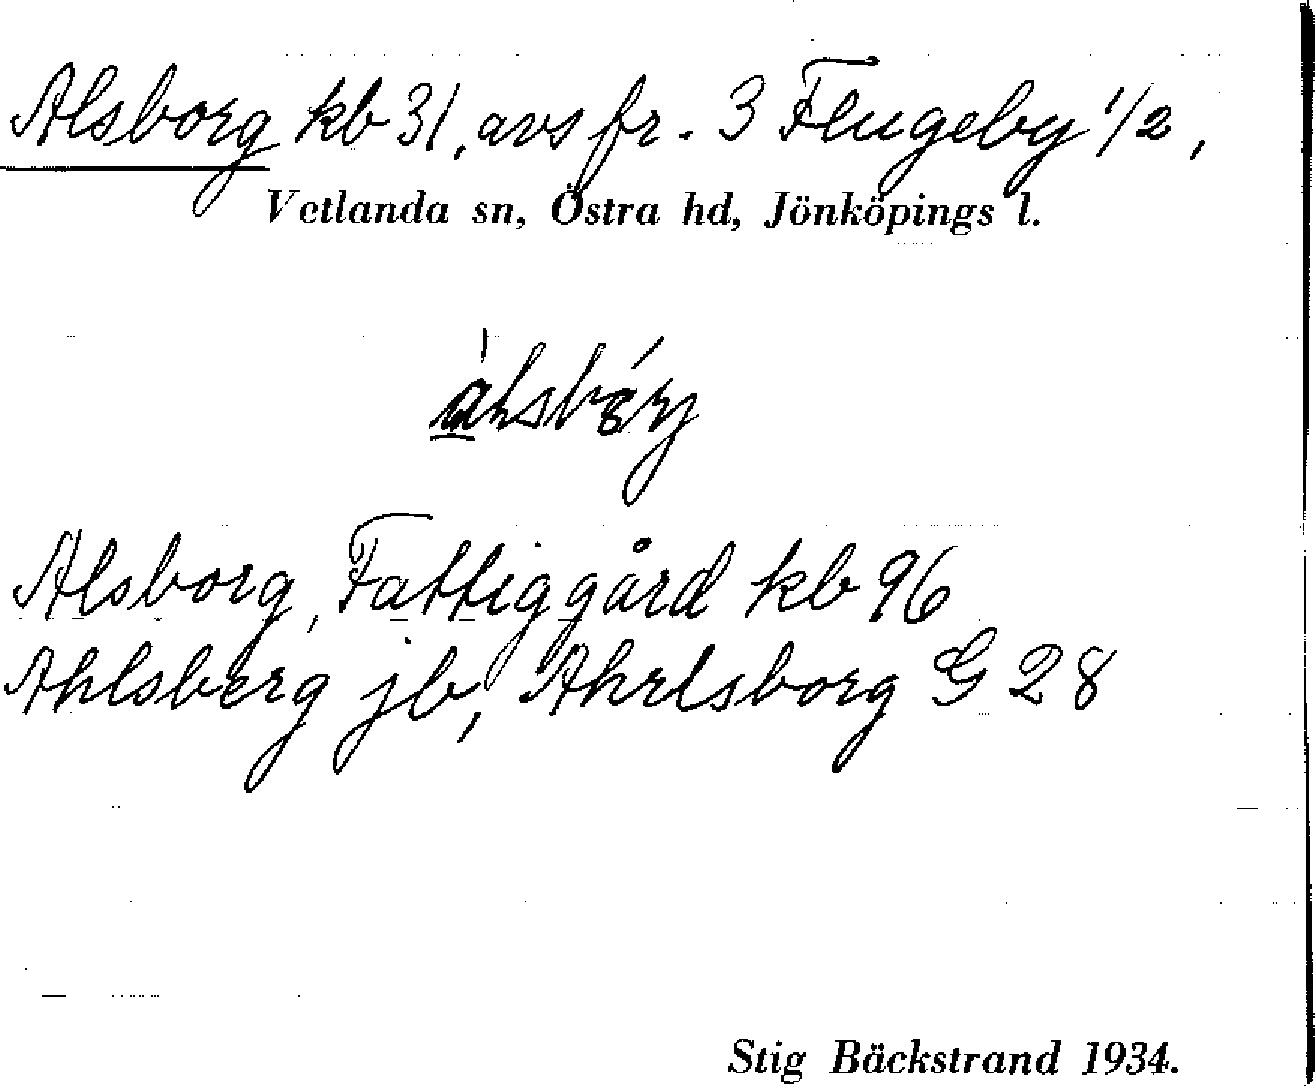 Alsborg kb 31, avs fr. 3 Flugeby 1/2,
Vetlanda sn, Östra hd, Jönköpings l.
Alsborg, Fattiggård kb 96
Ahlsberg jb, Ahrlsborg G 28
Stig Bäckstrand 1934.